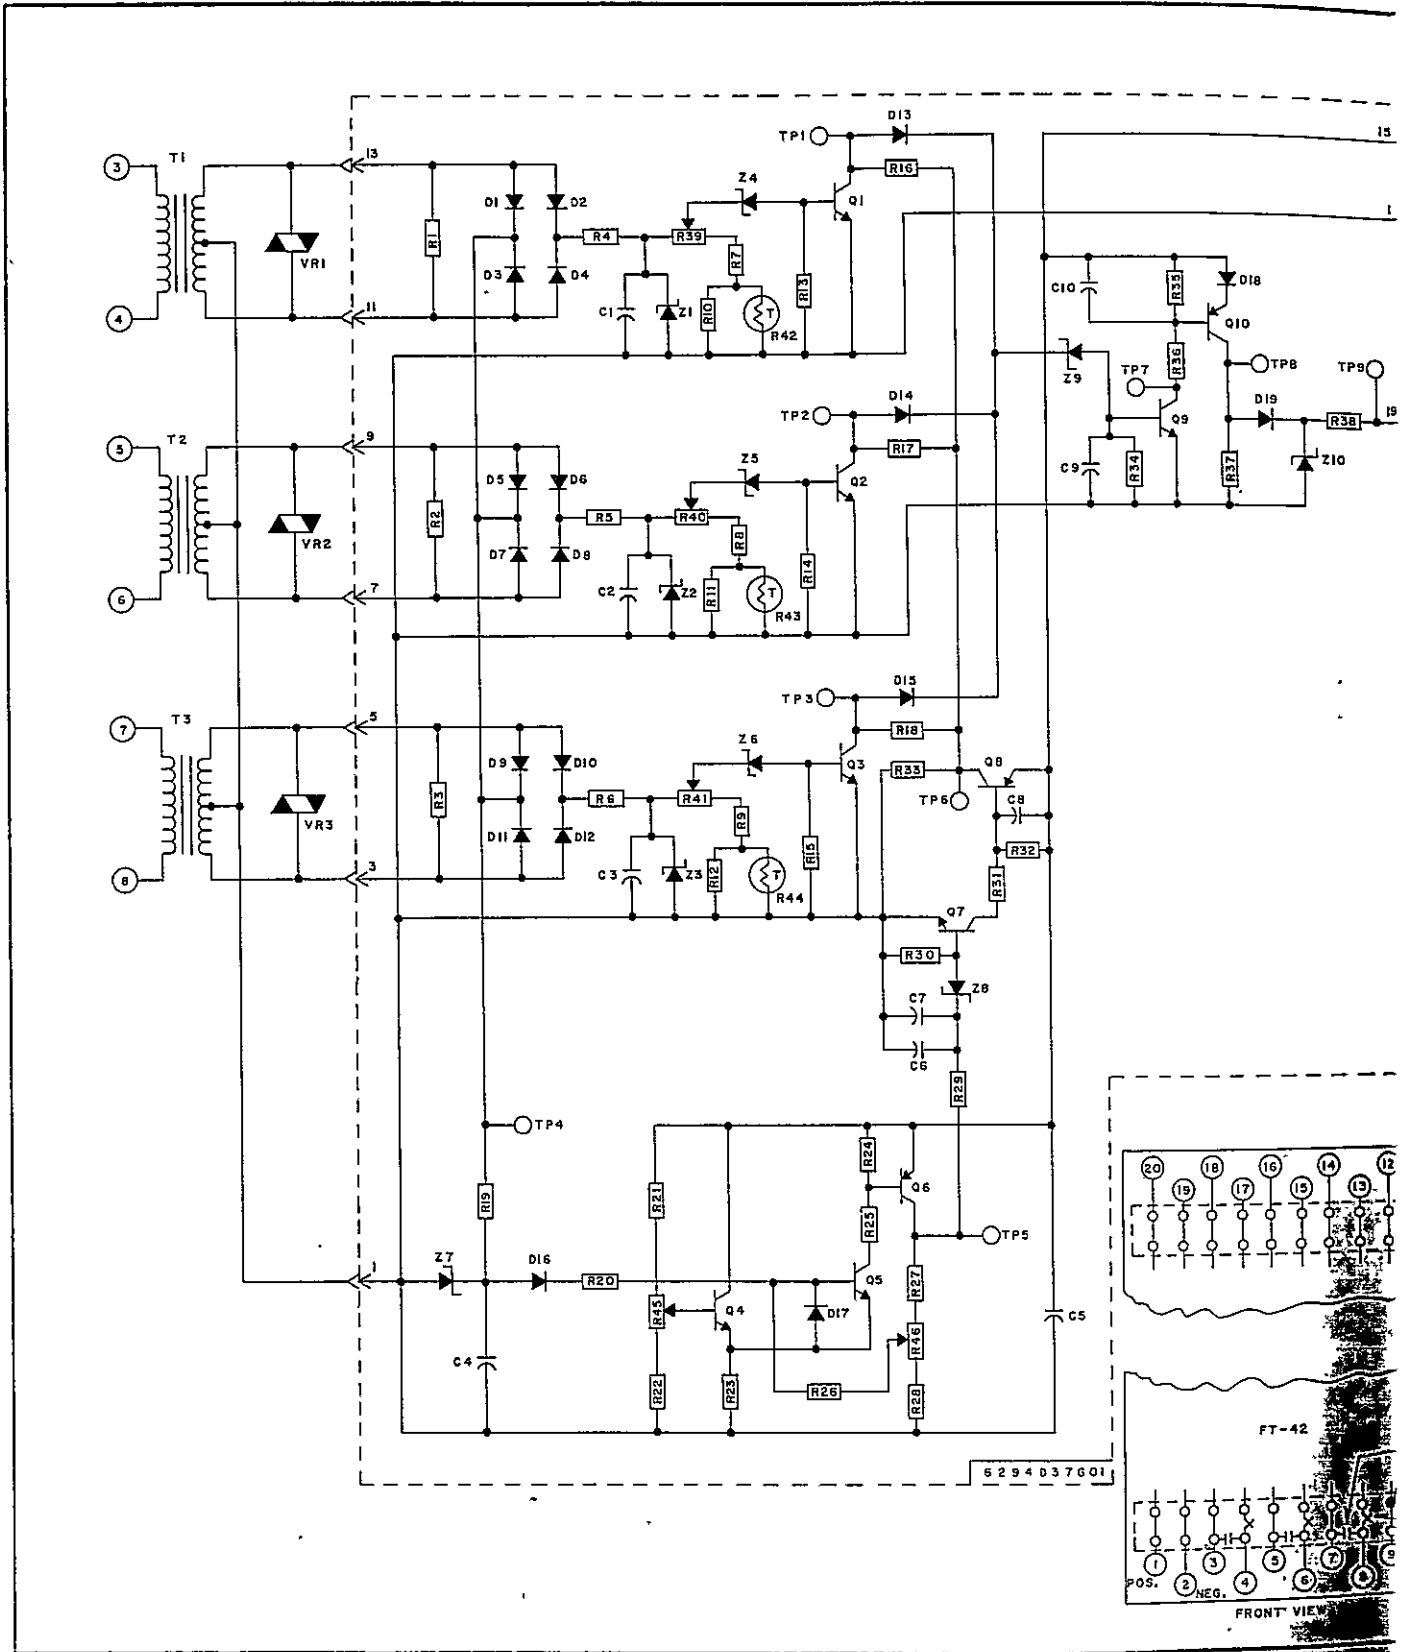 D13
TP1
15
T1
13
3
R16
Z4
D1
D2
Q1
1
R1
R4
R39
VR1
R7
D3
D4
C10
R35
D18
R13
11
C1
Z1
R10
T
4
Q10
R42
R36
TP8
TP9
Z9
TP7
D14
D19
19
TP2
Q9
R38
9
5
T2
R17
Z5
C9
R34
R37
Z10
D5
D6
Q2
R2
R5
R40
VR2
R8
D7
D8
R14
7
C2
Z2
R11
T
6
R43
D15
TP3
T3
5
7
R18
Z6
D9
D10
Q3
R33
Q8
R3
R6
R41
TP6
C8
VR3
R9
D11
D12
R15
R32
3
C3
Z3
R12
T
8
R31
R44
Q7
R30
Z8
C7
C6
R29
TP4
R24
20
18
16
14
12
R19
R21
Q6
19
17
15
13
R25
TP5
Z7
D16
1
R20
Q5
R27
R45
Q4
D17
C5
R46
C4
R22
R23
R26
R28
FT-42
6294D37G01
1
3
5
7
9
POS.
2
NEG.
4
6
8
FRONT VIEW